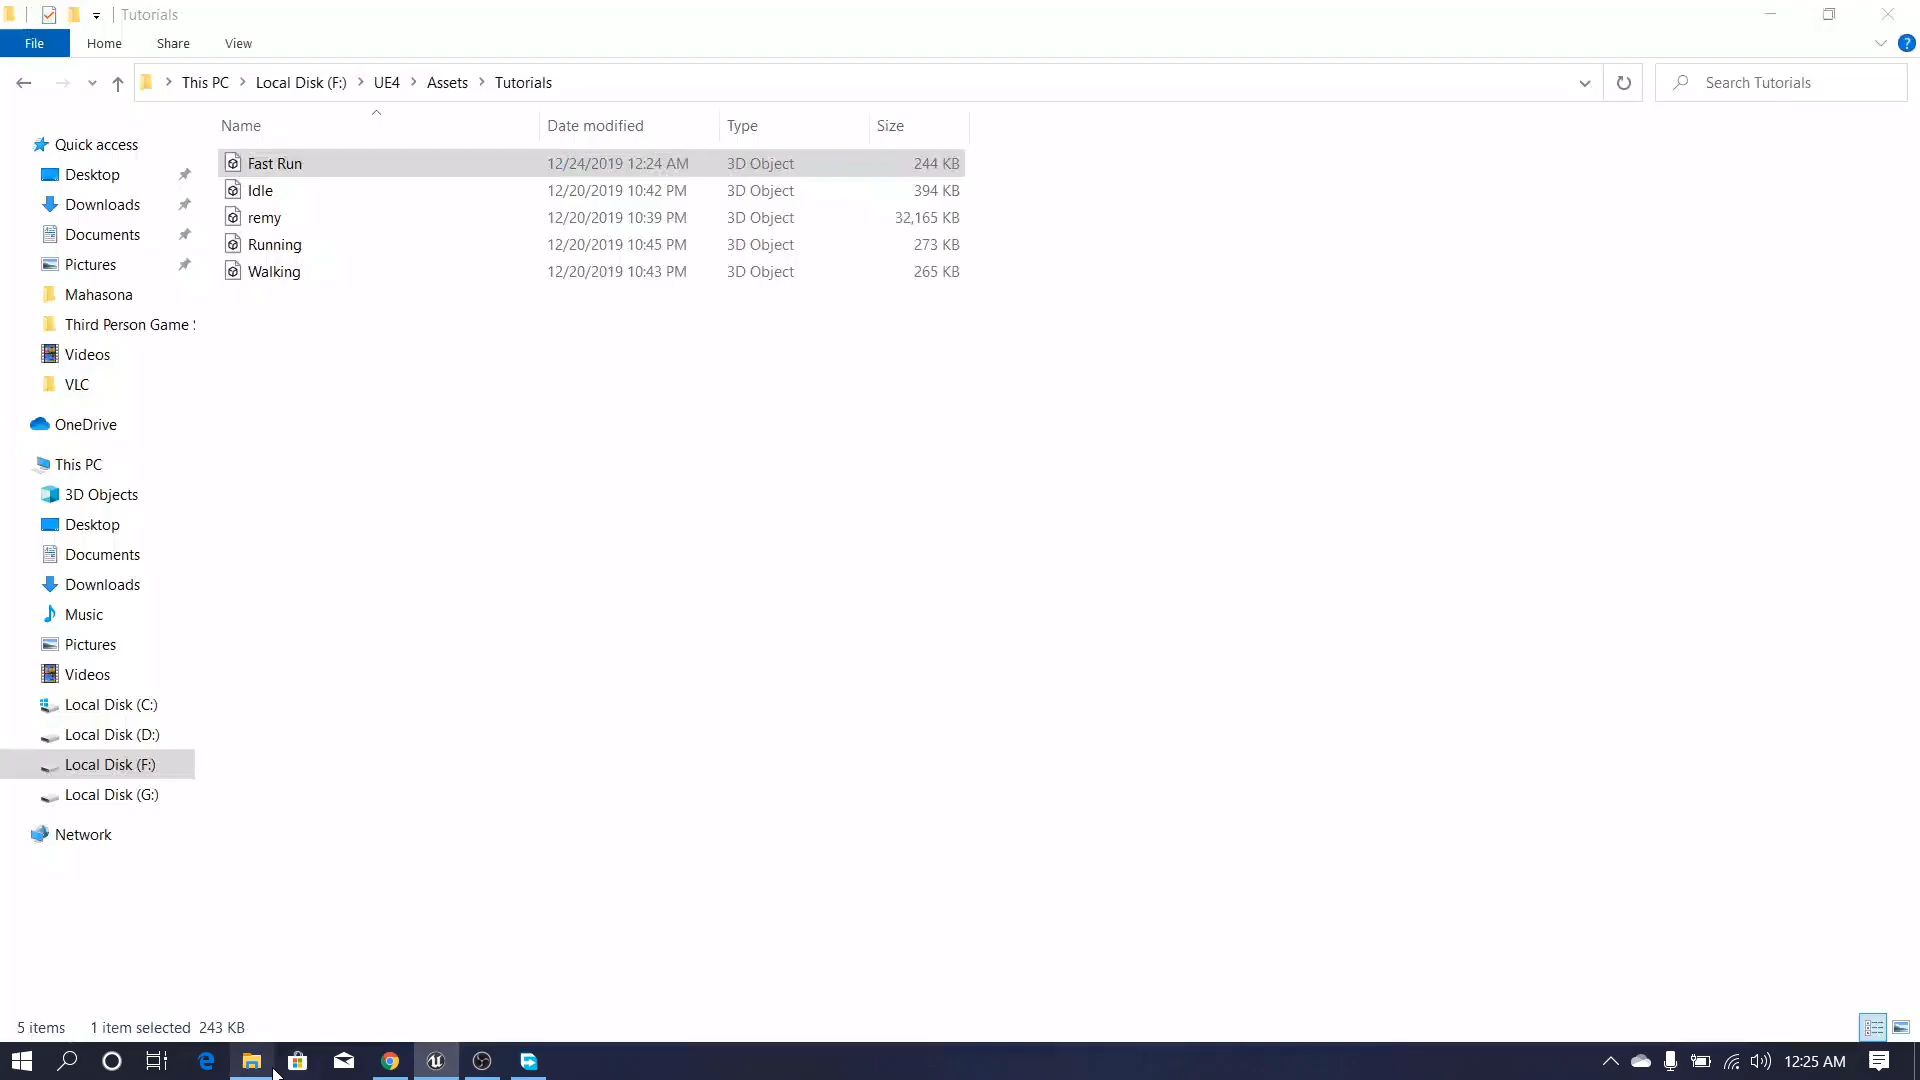 Tutorials
File Home Share View
This PC Local Disk (F:) UE4 Assets Tutorials Search Tutorials
Name Date modified Type Size
Quick access
Desktop
Downloads
Documents
Pictures
Mahasona
Third Person Game
Videos
VLC
OneDrive
This PC
3D Objects
Desktop
Documents
Downloads
Music
Pictures
Videos
Local Disk (C:)
Local Disk (D:)
Local Disk (F:)
Local Disk (G:)
Network
Fast Run 12/24/2019 12:24 AM 3D Object 244 KB
Idle 12/20/2019 10:42 PM 3D Object 394 KB
remy 12/20/2019 10:39 PM 3D Object 32,165 KB
Running 12/20/2019 10:45 PM 3D Object 273 KB
Walking 12/20/2019 10:43 PM 3D Object 265 KB
5 items 1 item selected 243 KB
12:25 AM